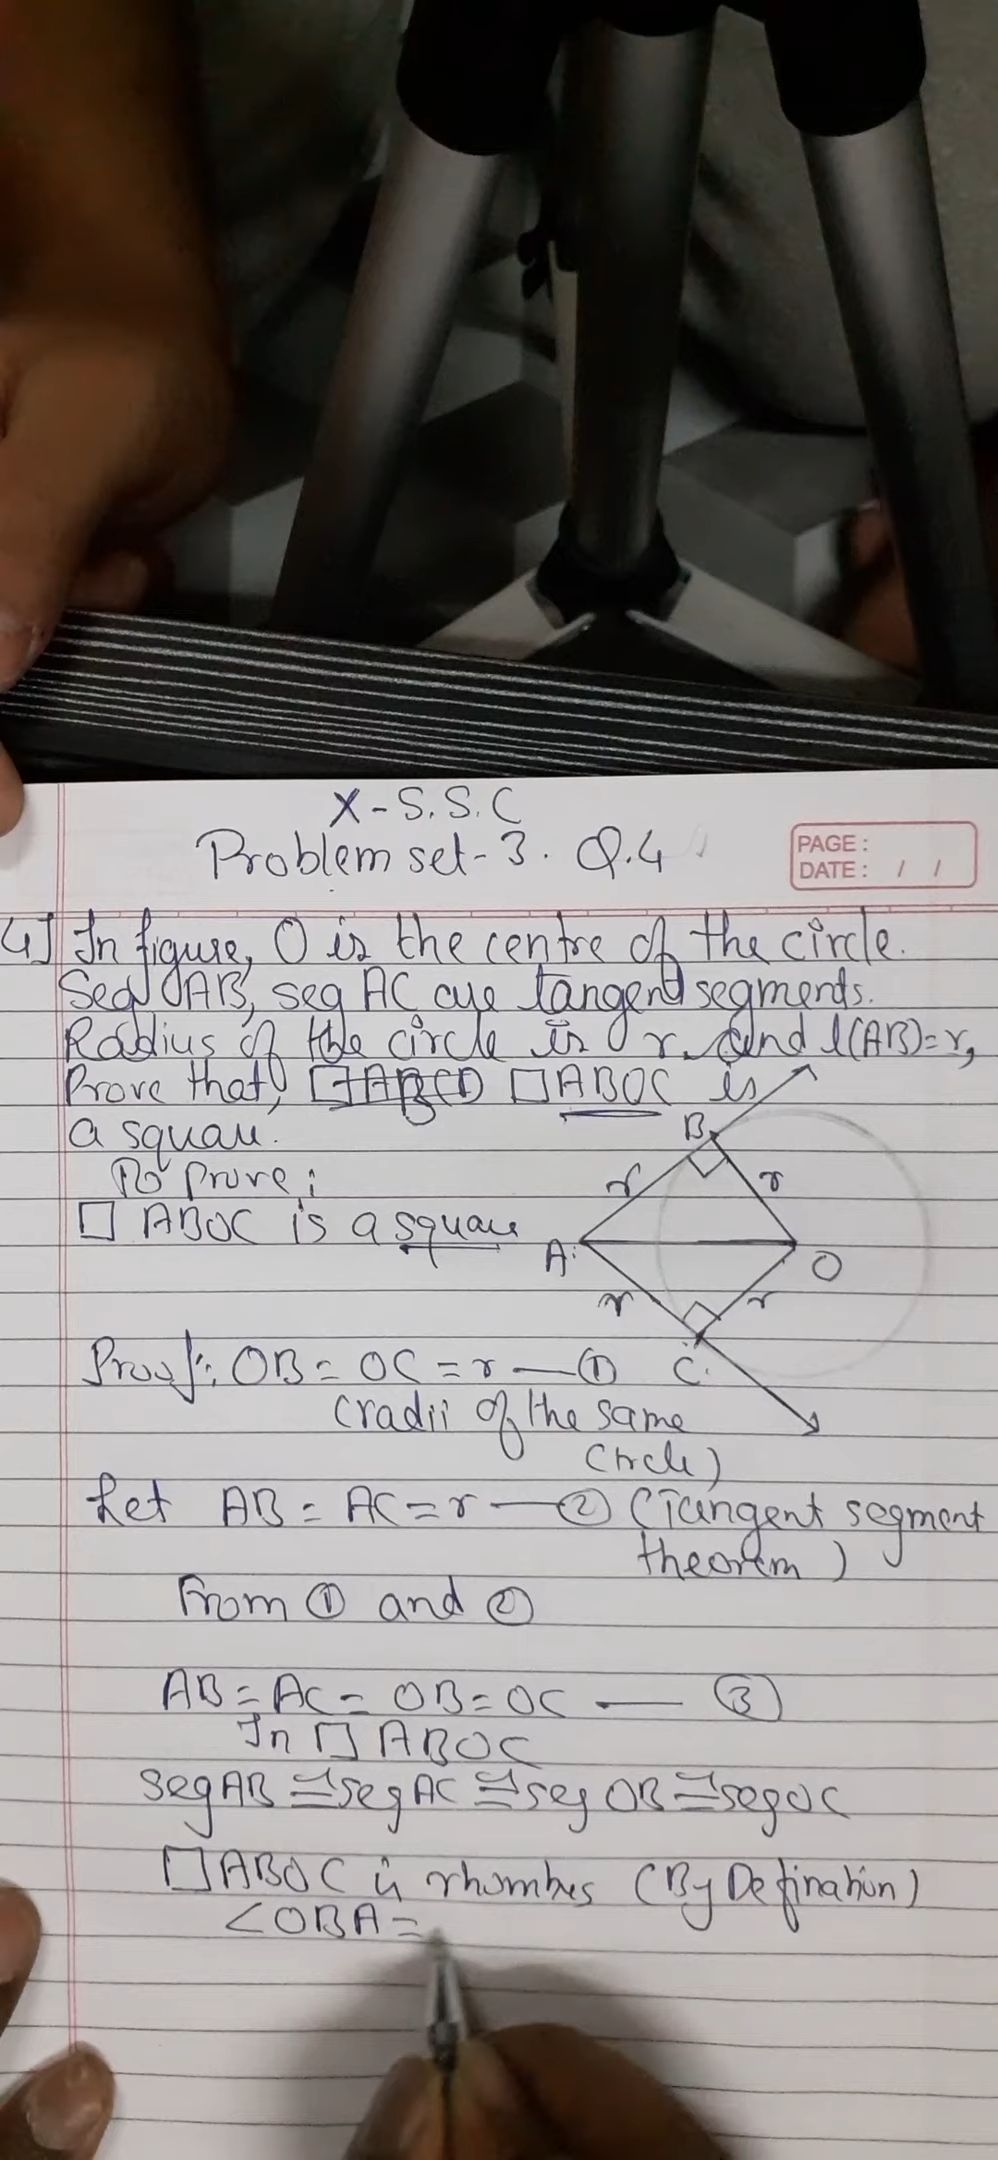 X-S.S.C
Problem set-3. Q.4
PAGE:
DATE: / /
4] In figure, O is the centre of the circle.
Seg AB, seg AC are tangent segments.
Radius of the circle is r. and l(AB)=r,
Prove that, □ABCD □ABOC is
a square.
To prove:
□ ABOC is a square
B
r
r
A
O
r
r
C
Proof: OB = OC = r — ①
(radii of the same
Circle)
Let AB = AC = r — ② (Tangent segment
theorem)
From ① and ②
AB = AC = OB = OC — ③
In □ ABOC
seg AB ≅ seg AC ≅ seg OB ≅ seg OC
□ABOC is rhombus (By Defination)
∠OBA =